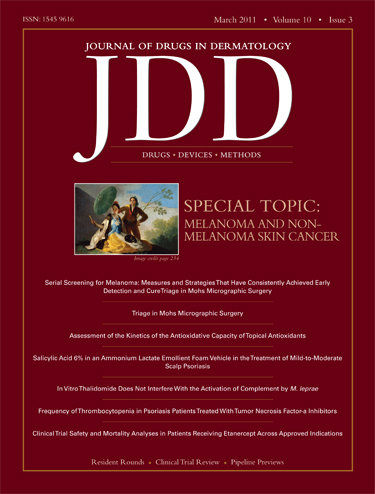 ISSN: 1545 9616
March 2011 • Volume 10 • Issue 3
JOURNAL OF DRUGS IN DERMATOLOGY
JDD
DRUGS • DEVICES • METHODS
SPECIAL TOPIC:
MELANOMA AND NON-
MELANOMA SKIN CANCER
Image credit page 234
Serial Screening for Melanoma: Measures and Strategies That Have Consistently Achieved Early
Detection and CureTriage in Mohs Micrographic Surgery
Triage in Mohs Micrographic Surgery
Assessment of the Kinetics of the Antioxidative Capacity of Topical Antioxidants
Salicylic Acid 6% in an Ammonium Lactate Emollient Foam Vehicle in the Treatment of Mild-to-Moderate
Scalp Psoriasis
In Vitro Thalidomide Does Not Interfere With the Activation of Complement by M. leprae
Frequency of Thrombocytopenia in Psoriasis Patients Treated With Tumor Necrosis Factor-a Inhibitors
Clinical Trial Safety and Mortality Analyses in Patients Receiving Etanercept Across Approved Indications
Resident Rounds • Clinical Trial Review • Pipeline Previews